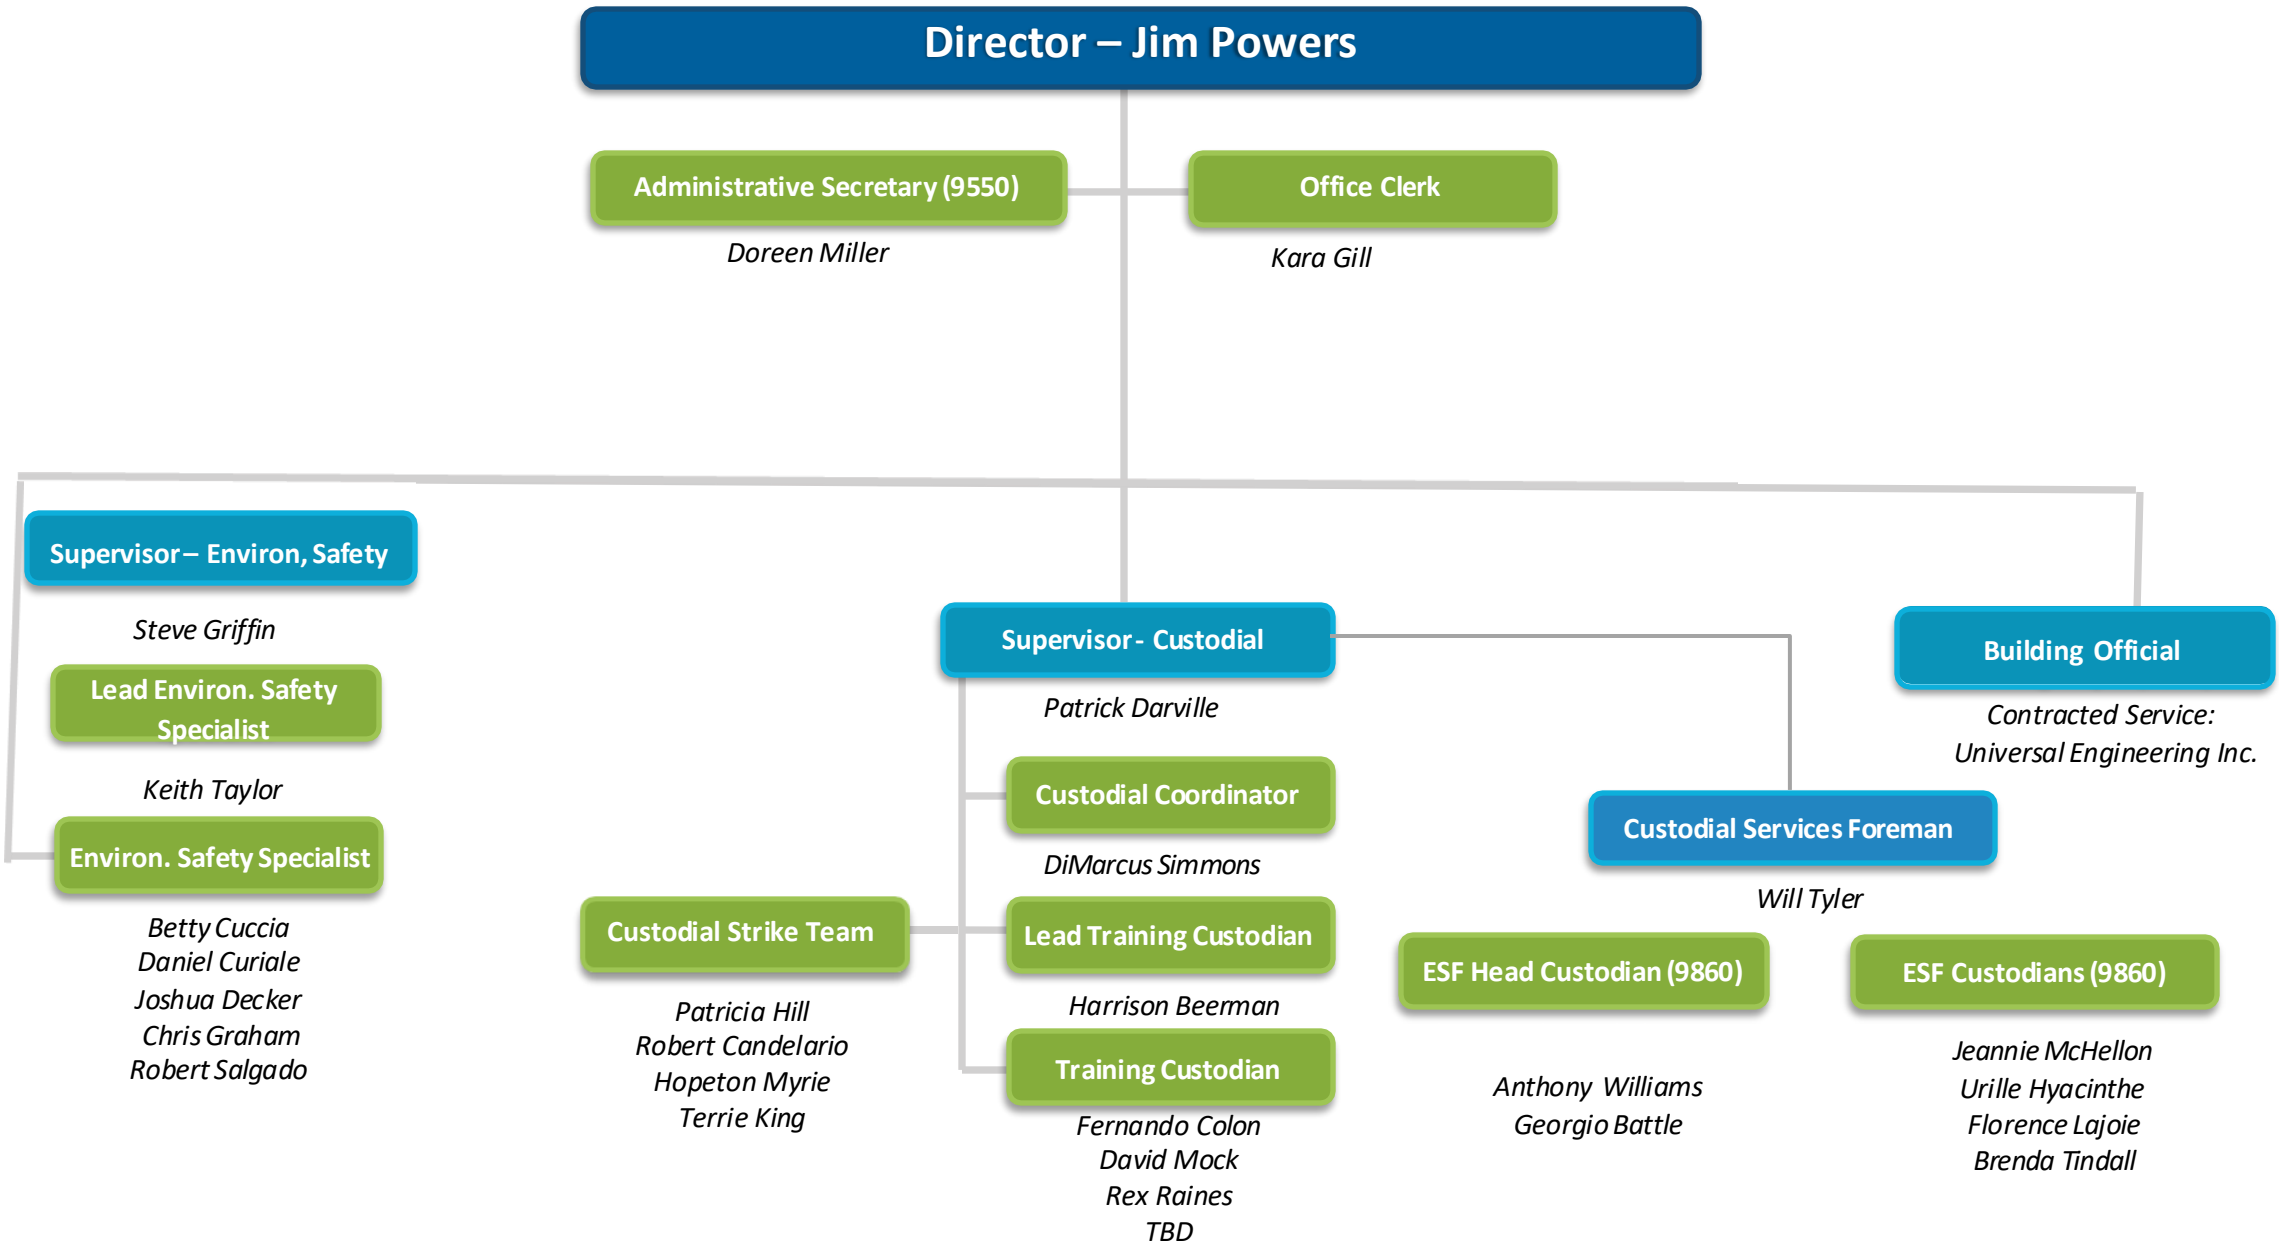 Director – Jim Powers
Administrative Secretary (9550)
Doreen Miller
Office Clerk
Kara Gill
Supervisor – Environ, Safety
Steve Griffin
Lead Environ. Safety
Specialist
Keith Taylor
Environ. Safety Specialist
Betty Cuccia
Daniel Curiale
Joshua Decker
Chris Graham
Robert Salgado
Supervisor - Custodial
Patrick Darville
Custodial Coordinator
DiMarcus Simmons
Custodial Strike Team
Patricia Hill
Robert Candelario
Hopeton Myrie
Terrie King
Lead Training Custodian
Harrison Beerman
Training Custodian
Fernando Colon
David Mock
Rex Raines
TBD
Custodial Services Foreman
Will Tyler
ESF Head Custodian (9860)
Anthony Williams
Georgio Battle
ESF Custodians (9860)
Jeannie McHellon
Urille Hyacinthe
Florence Lajoie
Brenda Tindall
Building Official
Contracted Service:
Universal Engineering Inc.